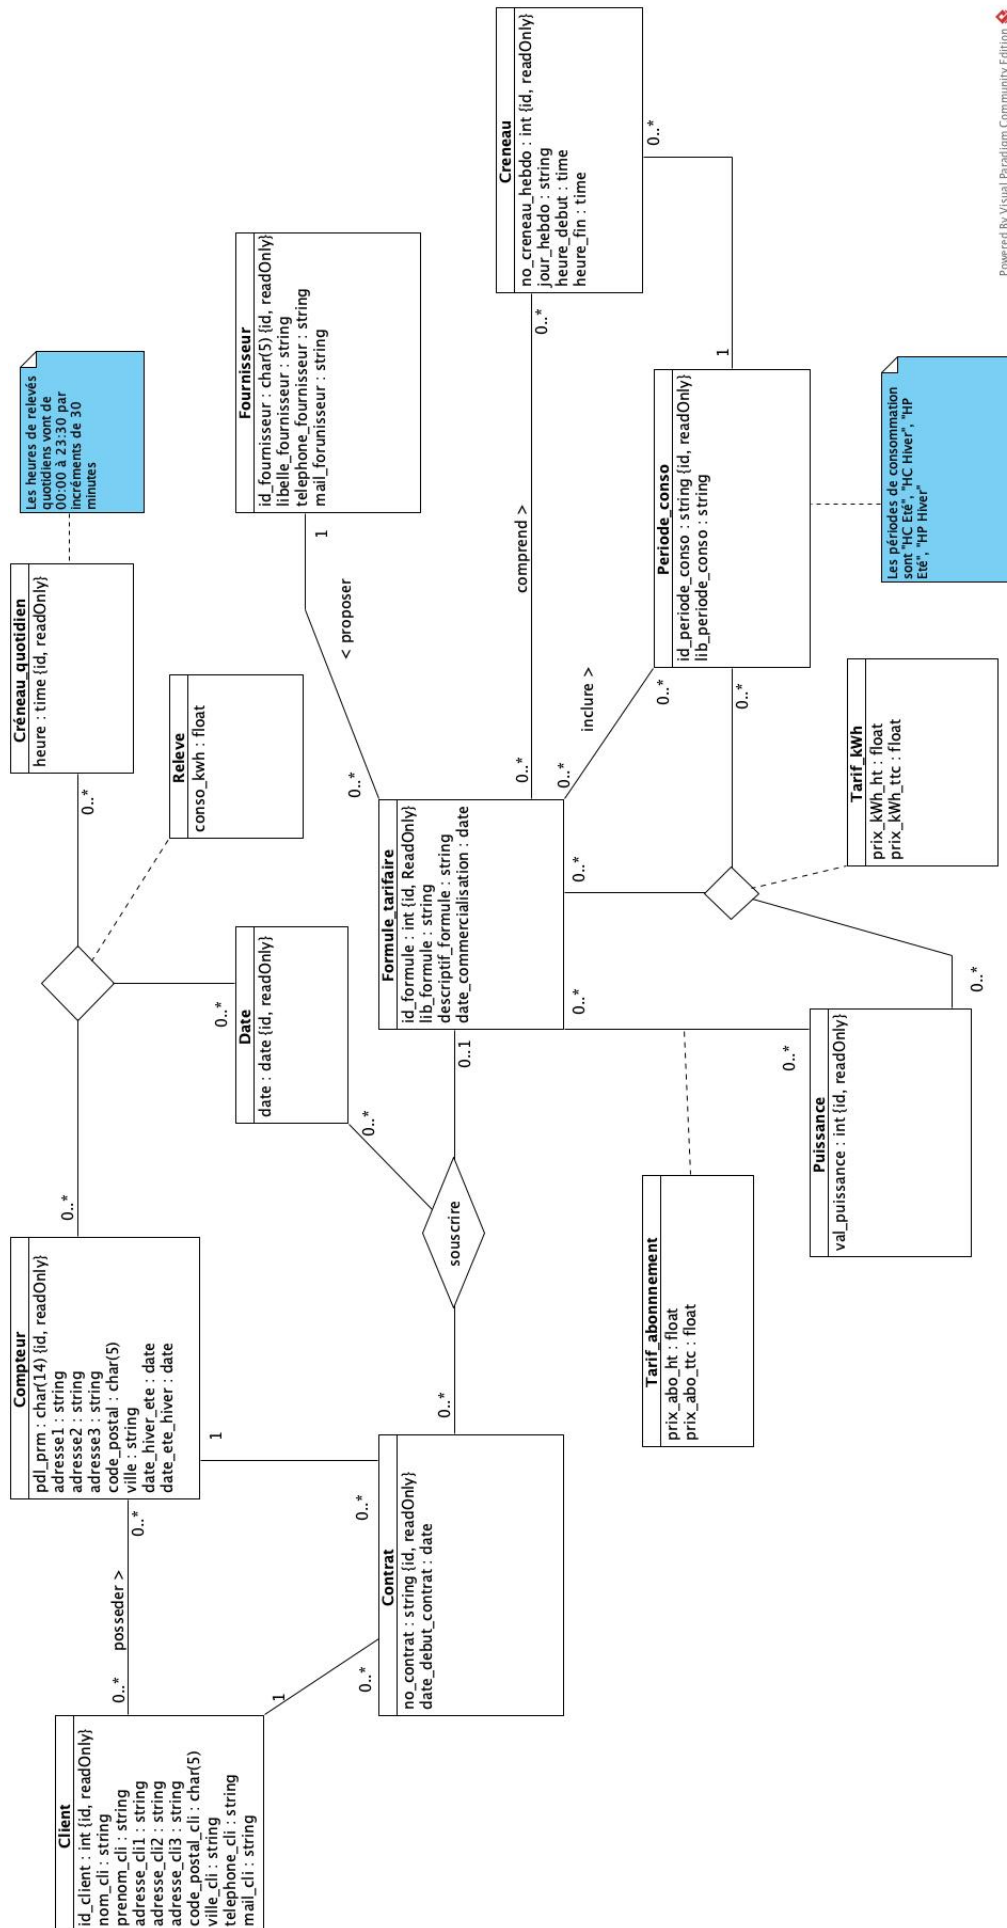 Client
id_client : int {id, readOnly}
nom_cli : string
prenom_cli : string
adresse_cli1 : string
adresse_cli2 : string
adresse_cli3 : string
code_postal_cli : char(5)
ville_cli : string
telephone_cli : string
mail_cli : string
0..*
posseder >
0..*
Compteur
pdl_prm : char(14) {id, readOnly}
adresse1 : string
adresse2 : string
adresse3 : string
code_postal : char(5)
ville : string
date_hiver_ete : date
date_ete_hiver : date
0..*
0..*
Créneau_quotidien
heure : time {id, readOnly}
Les heures de relevés
quotidiens vont de
00:00 à 23:30 par
incréments de 30
minutes
Releve
conso_kwh : float
0..*
Date
date : date {id, readOnly}
0..*
Fournisseur
id_fournisseur : char(5) {id, readOnly}
libelle_fournisseur : string
telephone_fournisseur : string
mail_forunisseur : string
1
< proposer
0..*
1
0..*
1
0..*
Contrat
no_contrat : string {id, readOnly}
date_debut_contrat : date
0..*
souscrire
0..1
Formule_tarifaire
id_formule : int {id, ReadOnly}
lib_formule : string
descriptif_formule : string
date_commercialisation : date
0..*
comprend >
0..*
Creneau
no_creneau_hebdo : int {id, readOnly}
jour_hebdo : string
heure_debut : time
heure_fin : time
0..*
1
0..*
inclure >
0..*
0..*
0..*
0..*
Periode_conso
id_periode_conso : string {id, readOnly}
lib_periode_conso : string
Tarif_abonnnement
prix_abo_ht : float
prix_abo_ttc : float
0..*
Puissance
val_puissance : int {id, readOnly}
0..*
Tarif_kWh
prix_kWh_ht : float
prix_kWh_ttc : float
Les périodes de consommation
sont "HC Eté", "HC Hiver", "HP
Eté", "HP Hiver"
Powered By Visual Paradigm Community Edition